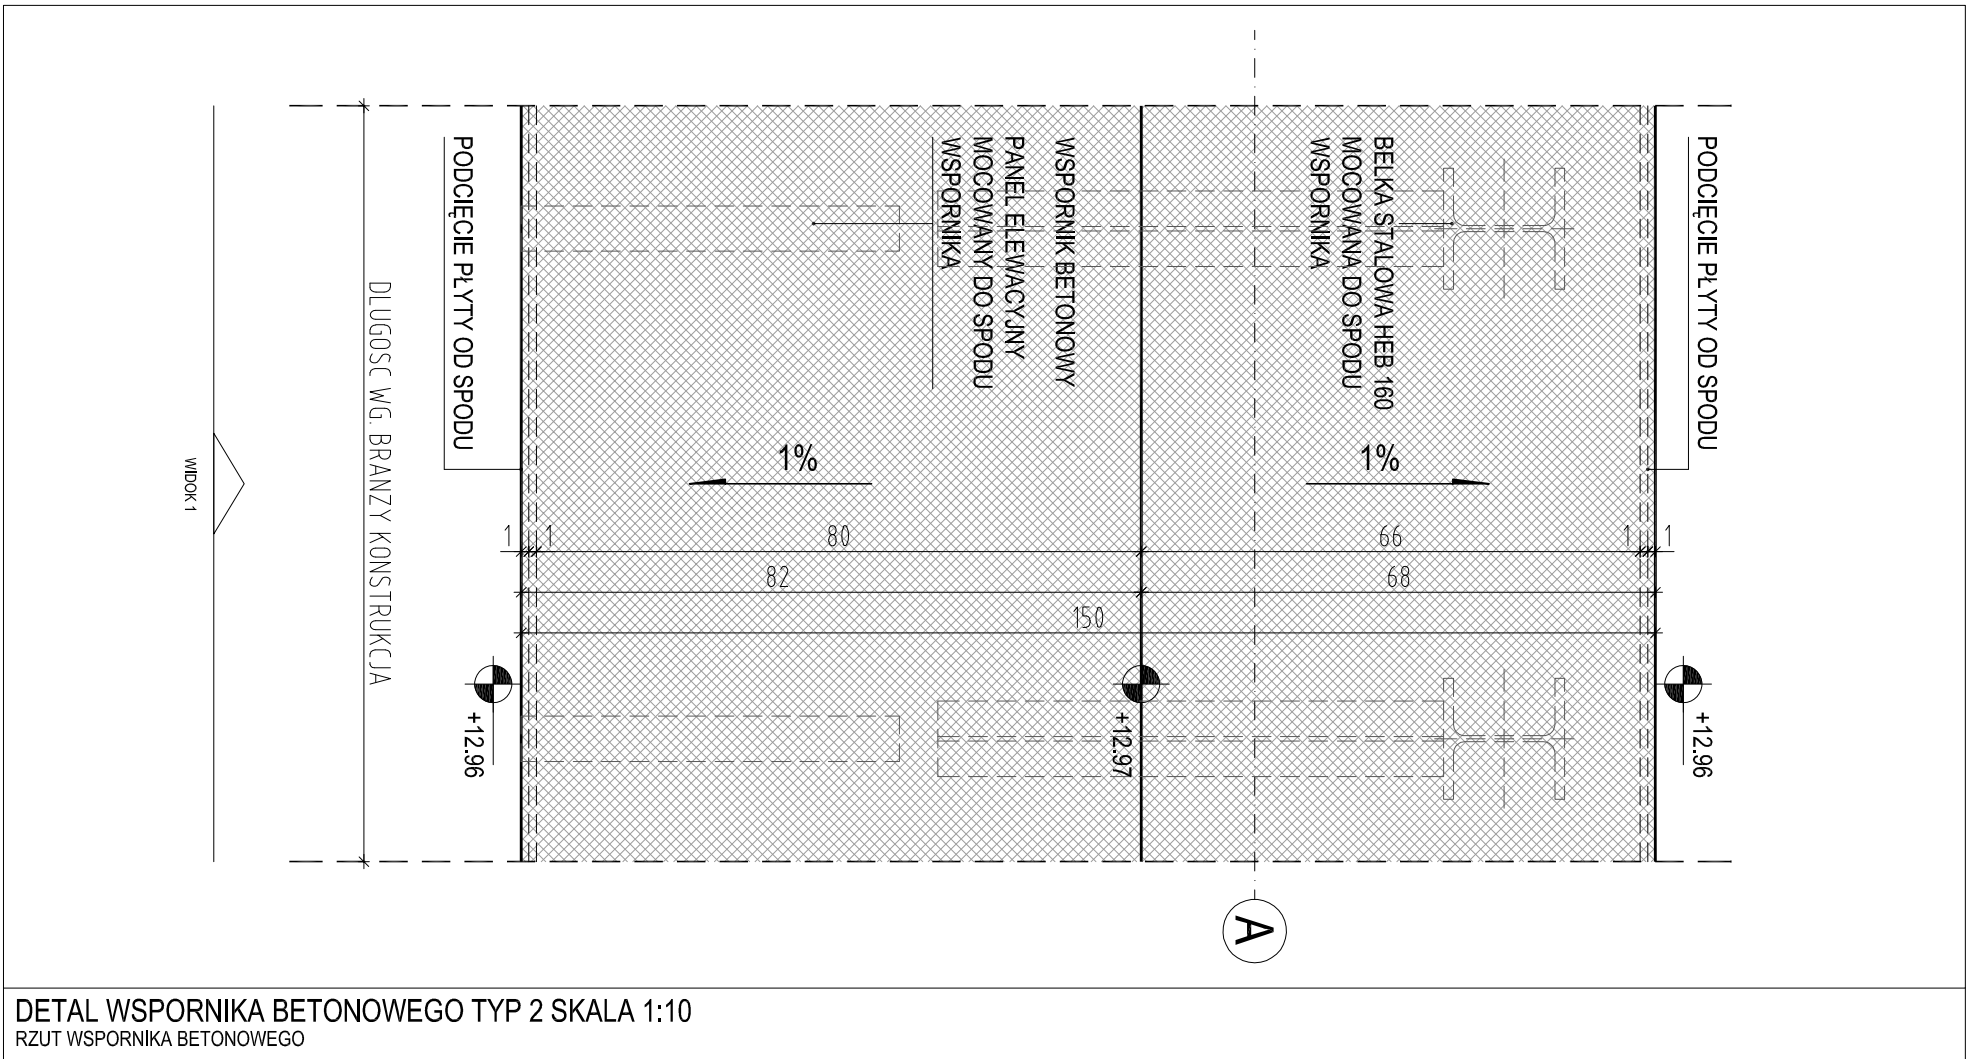 PODCIĘCIE PŁYTY OD SPODU
BELKA STALOWA HEB 160
MOCOWANA DO SPODU
WSPORNIKA
WSPORNIK BETONOWY
PANEL ELEWACYJNY
MOCOWANY DO SPODU
WSPORNIKA
PODCIĘCIE PŁYTY OD SPODU
DLUGOSC WG. BRANZY KONSTRUKCJA
WIDOK 1
1%
1%
1 1 80 66 1 1
82 68
150
+12.96
+12.97
+12.96
A
DETAL WSPORNIKA BETONOWEGO TYP 2 SKALA 1:10
RZUT WSPORNIKA BETONOWEGO